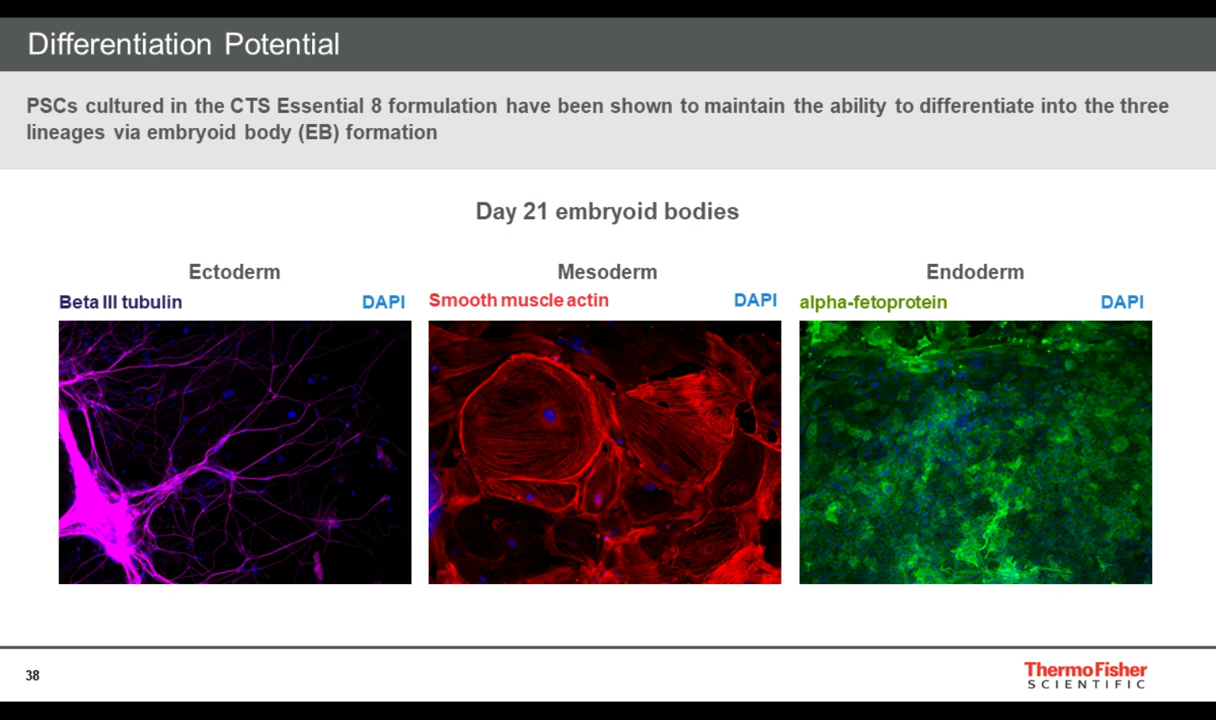 Differentiation Potential
PSCs cultured in the CTS Essential 8 formulation have been shown to maintain the ability to differentiate into the three
lineages via embryoid body (EB) formation
Day 21 embryoid bodies
Ectoderm
Mesoderm
Endoderm
Beta III tubulin
DAPI
Smooth muscle actin
DAPI
alpha-fetoprotein
DAPI
38
ThermoFisher
SCIENTIFIC